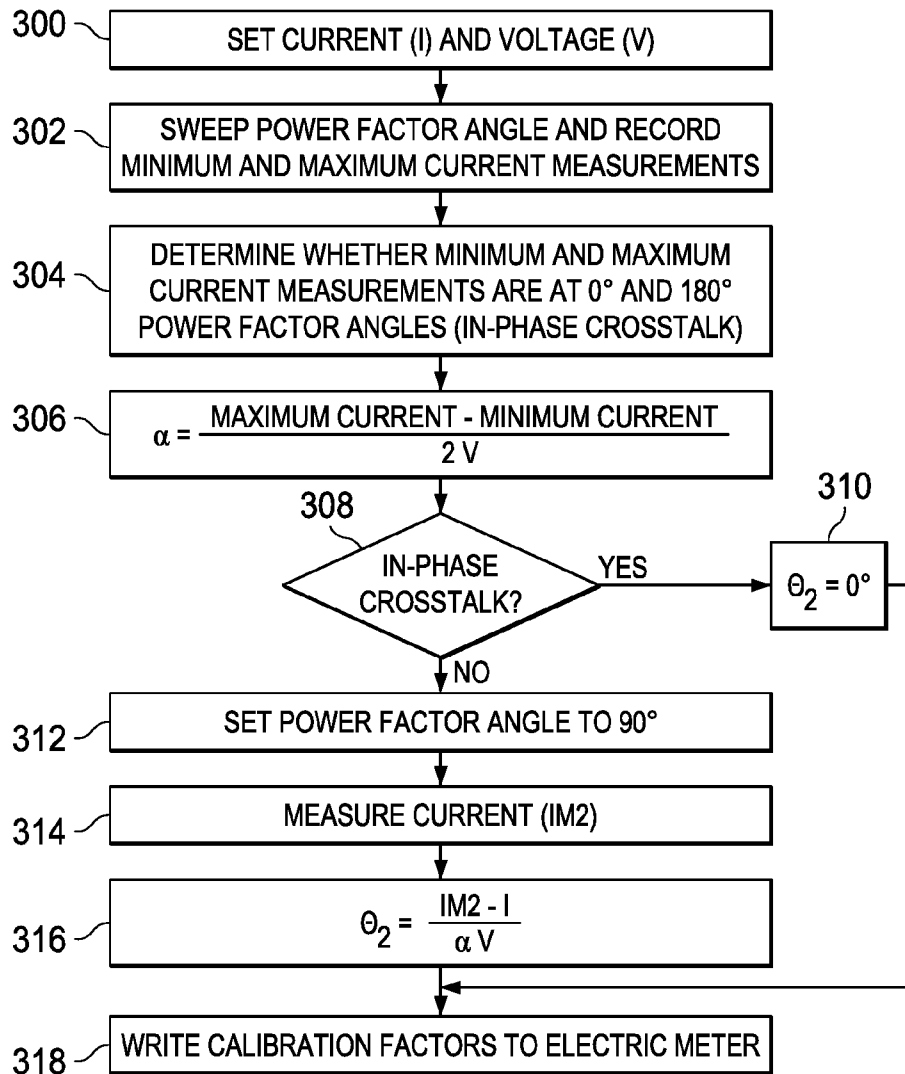 300
SET CURRENT (I) AND VOLTAGE (V)
302
SWEEP POWER FACTOR ANGLE AND RECORD
MINIMUM AND MAXIMUM CURRENT MEASUREMENTS
304
DETERMINE WHETHER MINIMUM AND MAXIMUM
CURRENT MEASUREMENTS ARE AT 0° AND 180°
POWER FACTOR ANGLES (IN-PHASE CROSSTALK)
306
α = MAXIMUM CURRENT - MINIMUM CURRENT
2 V
308
IN-PHASE
CROSSTALK?
YES
310
Θ2 = 0°
NO
312
SET POWER FACTOR ANGLE TO 90°
314
MEASURE CURRENT (IM2)
316
Θ2 = IM2 - I
α V
318
WRITE CALIBRATION FACTORS TO ELECTRIC METER